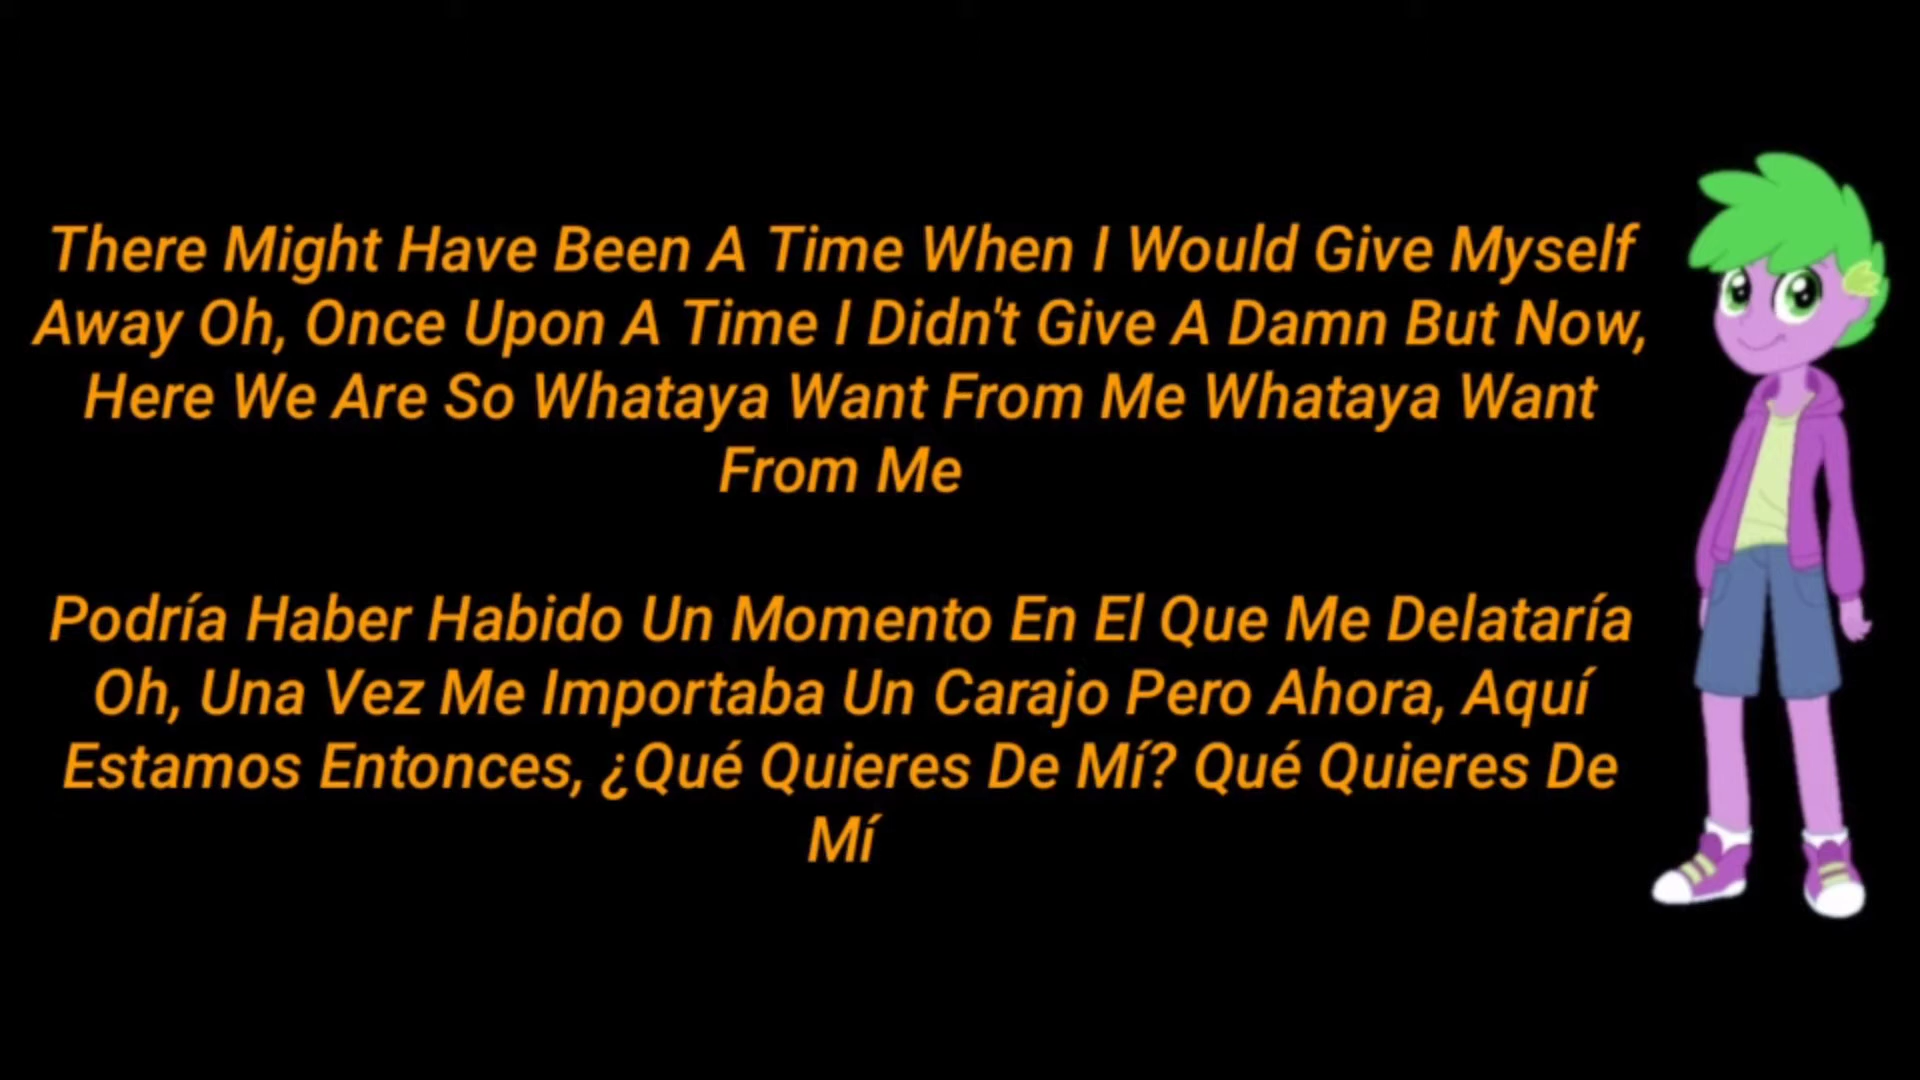 There Might Have Been A Time When I Would Give Myself
Away Oh, Once Upon A Time I Didn't Give A Damn But Now,
Here We Are So Whataya Want From Me Whataya Want
From Me
Podría Haber Habido Un Momento En El Que Me Delataría
Oh, Una Vez Me Importaba Un Carajo Pero Ahora, Aquí
Estamos Entonces, ¿Qué Quieres De Mí? Qué Quieres De
Mí